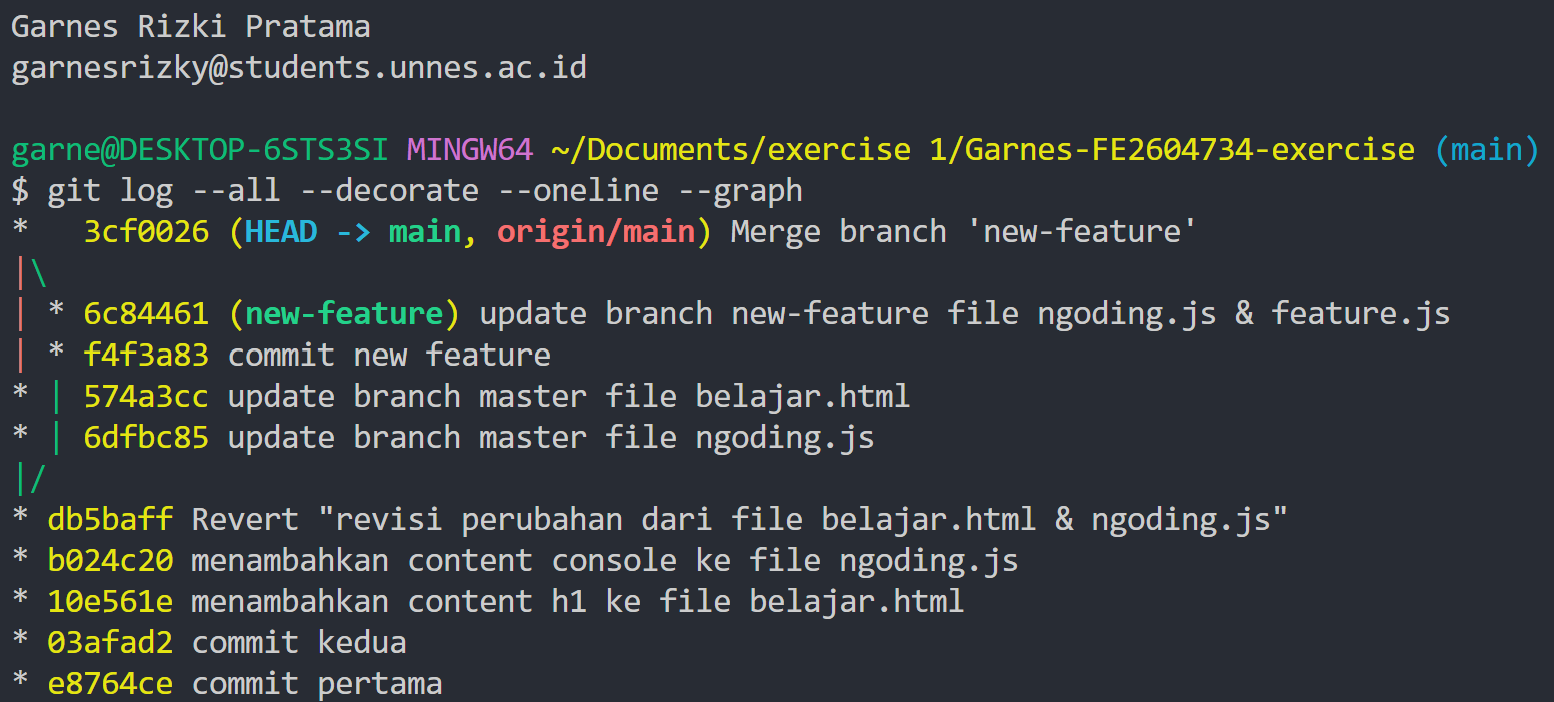 Garnes Rizki Pratama
garnesrizky@students.unnes.ac.id
garne@DESKTOP-6STS3SI MINGW64 ~/Documents/exercise 1/Garnes-FE2604734-exercise (main)
$ git log --all --decorate --oneline --graph
*   3cf0026 (HEAD -> main, origin/main) Merge branch 'new-feature'
|\
| * 6c84461 (new-feature) update branch new-feature file ngoding.js & feature.js
| * f4f3a83 commit new feature
* | 574a3cc update branch master file belajar.html
* | 6dfbc85 update branch master file ngoding.js
|/
* db5baff Revert "revisi perubahan dari file belajar.html & ngoding.js"
* b024c20 menambahkan content console ke file ngoding.js
* 10e561e menambahkan content h1 ke file belajar.html
* 03afad2 commit kedua
* e8764ce commit pertama